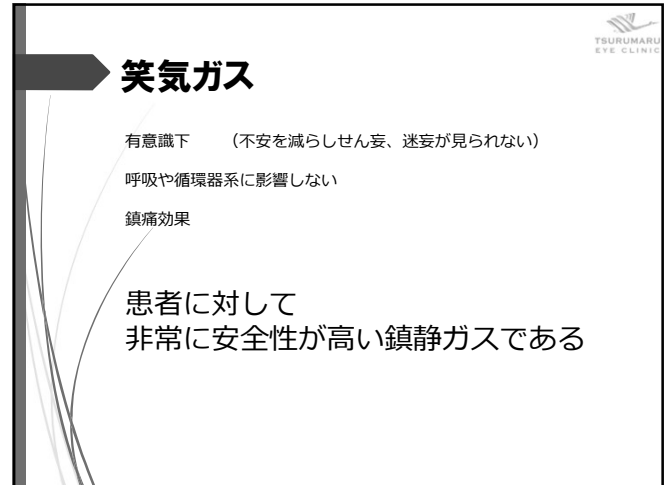 TSURUMARU
EYE CLINIC
笑気ガス
有意識下　　（不安を減らしせん妄、迷妄が見られない）
呼吸や循環器系に影響しない
鎮痛効果
患者に対して
非常に安全性が高い鎮静ガスである